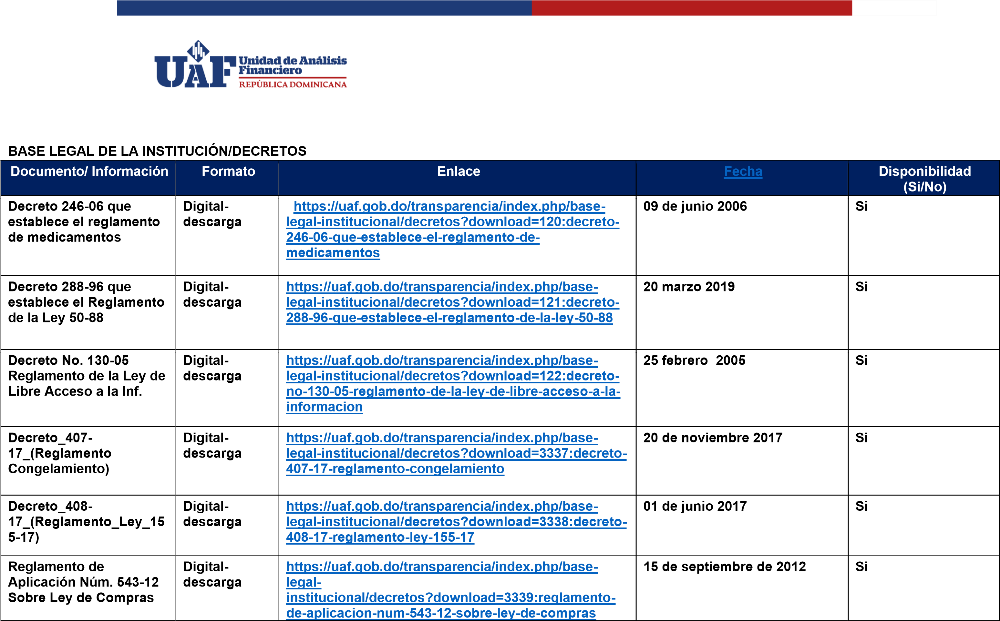 UAF Unidad de Análisis
Financiero
REPÚBLICA DOMINICANA
BASE LEGAL DE LA INSTITUCIÓN/DECRETOS
Documento/ Información Formato Enlace Fecha Disponibilidad
(Si/No)
Decreto 246-06 que
establece el reglamento
de medicamentos
Digital-
descarga
https://uaf.gob.do/transparencia/index.php/base-
legal-institucional/decretos?download=120:decreto-
246-06-que-establece-el-reglamento-de-
medicamentos
09 de junio 2006
Si
Decreto 288-96 que
establece el Reglamento
de la Ley 50-88
Digital-
descarga
https://uaf.gob.do/transparencia/index.php/base-
legal-institucional/decretos?download=121:decreto-
288-96-que-establece-el-reglamento-de-la-ley-50-88
20 marzo 2019
Si
Decreto No. 130-05
Reglamento de la Ley de
Libre Acceso a la Inf.
Digital-
descarga
https://uaf.gob.do/transparencia/index.php/base-
legal-institucional/decretos?download=122:decreto-
no-130-05-reglamento-de-la-ley-de-libre-acceso-a-la-
informacion
25 febrero  2005
Si
Decreto_407-
17_(Reglamento
Congelamiento)
Digital-
descarga
https://uaf.gob.do/transparencia/index.php/base-
legal-institucional/decretos?download=3337:decreto-
407-17-reglamento-congelamiento
20 de noviembre 2017
Si
Decreto_408-
17_(Reglamento_Ley_15
5-17)
Digital-
descarga
https://uaf.gob.do/transparencia/index.php/base-
legal-institucional/decretos?download=3338:decreto-
408-17-reglamento-ley-155-17
01 de junio 2017
Si
Reglamento de
Aplicación Núm. 543-12
Sobre Ley de Compras
Digital-
descarga
https://uaf.gob.do/transparencia/index.php/base-
legal-
institucional/decretos?download=3339:reglamento-
de-aplicacion-num-543-12-sobre-ley-de-compras
15 de septiembre de 2012
Si